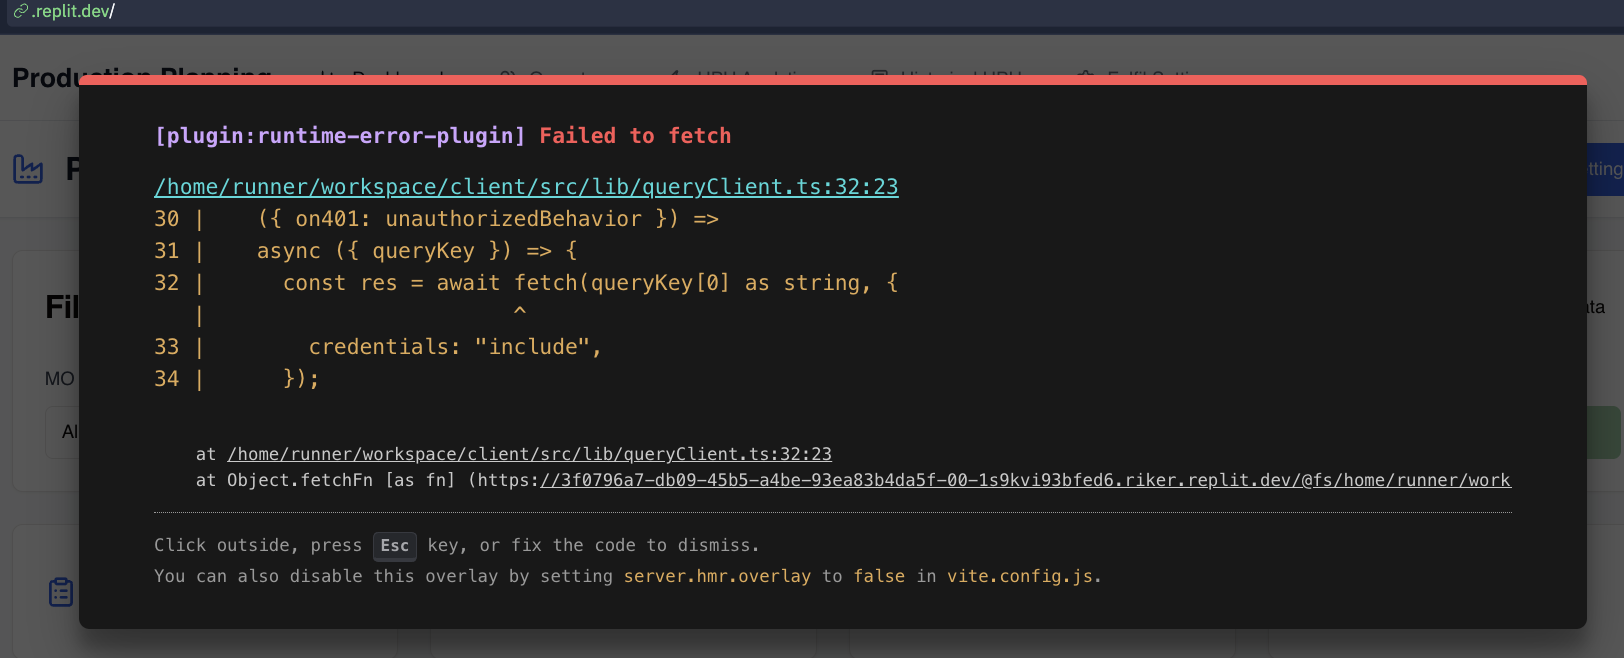 .replit.dev/
Production Planning
[plugin:runtime-error-plugin] Failed to fetch
/home/runner/workspace/client/src/lib/queryClient.ts:32:23
30 |    ({ on401: unauthorizedBehavior }) =>
31 |    async ({ queryKey }) => {
32 |      const res = await fetch(queryKey[0] as string, {
   |                        ^
33 |        credentials: "include",
34 |      });
at /home/runner/workspace/client/src/lib/queryClient.ts:32:23
at Object.fetchFn [as fn] (https://3f0796a7-db09-45b5-a4be-93ea83b4da5f-00-1s9kvi93bfed6.riker.replit.dev/@fs/home/runner/work
Click outside, press Esc key, or fix the code to dismiss.
You can also disable this overlay by setting server.hmr.overlay to false in vite.config.js.
MO